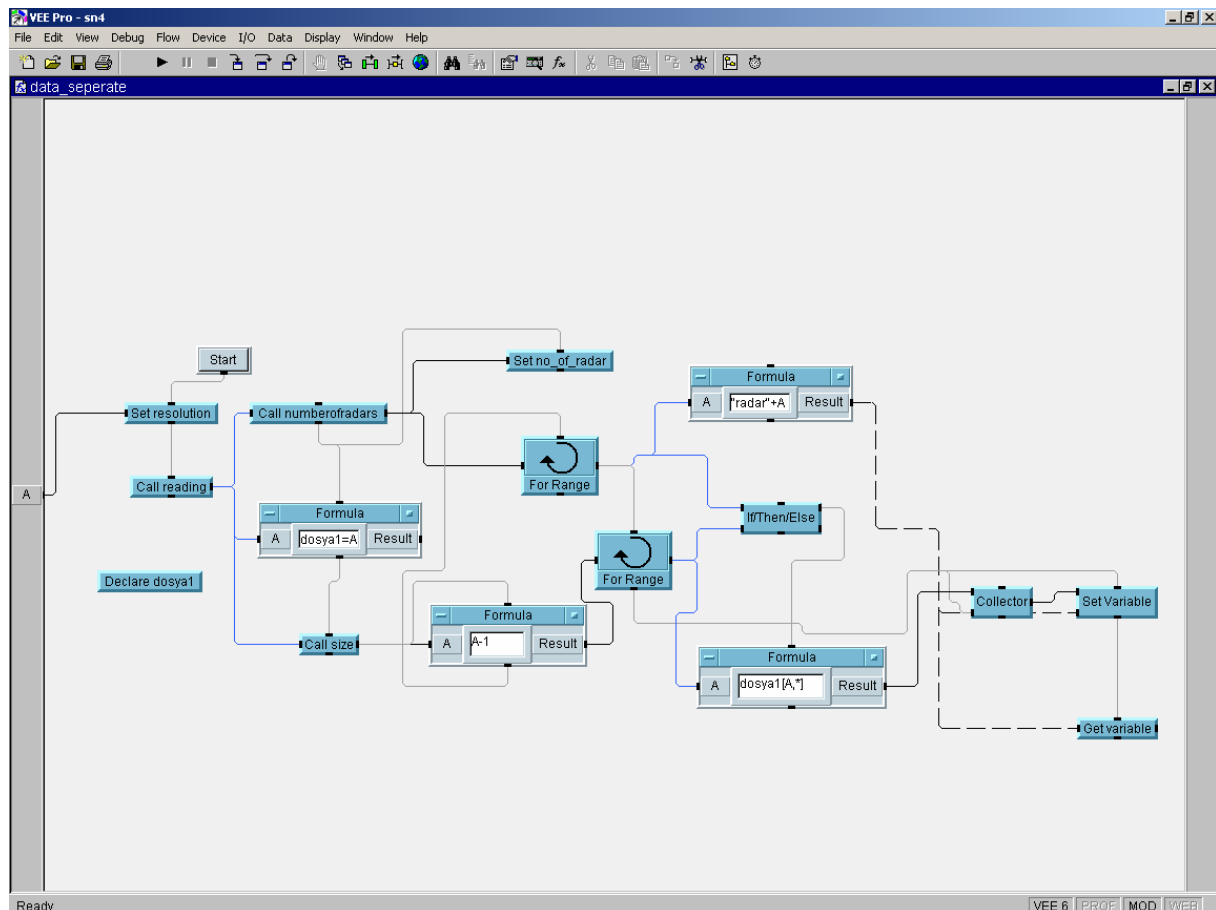 VEE Pro - sn4
File Edit View Debug Flow Device I/O Data Display Window Help
data_seperate
Start
Set no_of_radar
Formula
A "radar"+A Result
Set resolution
Call numberofradars
For Range
A
Call reading
Formula
A dosya1=A Result
If/Then/Else
For Range
Declare dosya1
Collector
Set Variable
Formula
A A-1 Result
Call size
Formula
A dosya1[A,*] Result
Get variable
Ready VEE 6 PROF MOD WEB